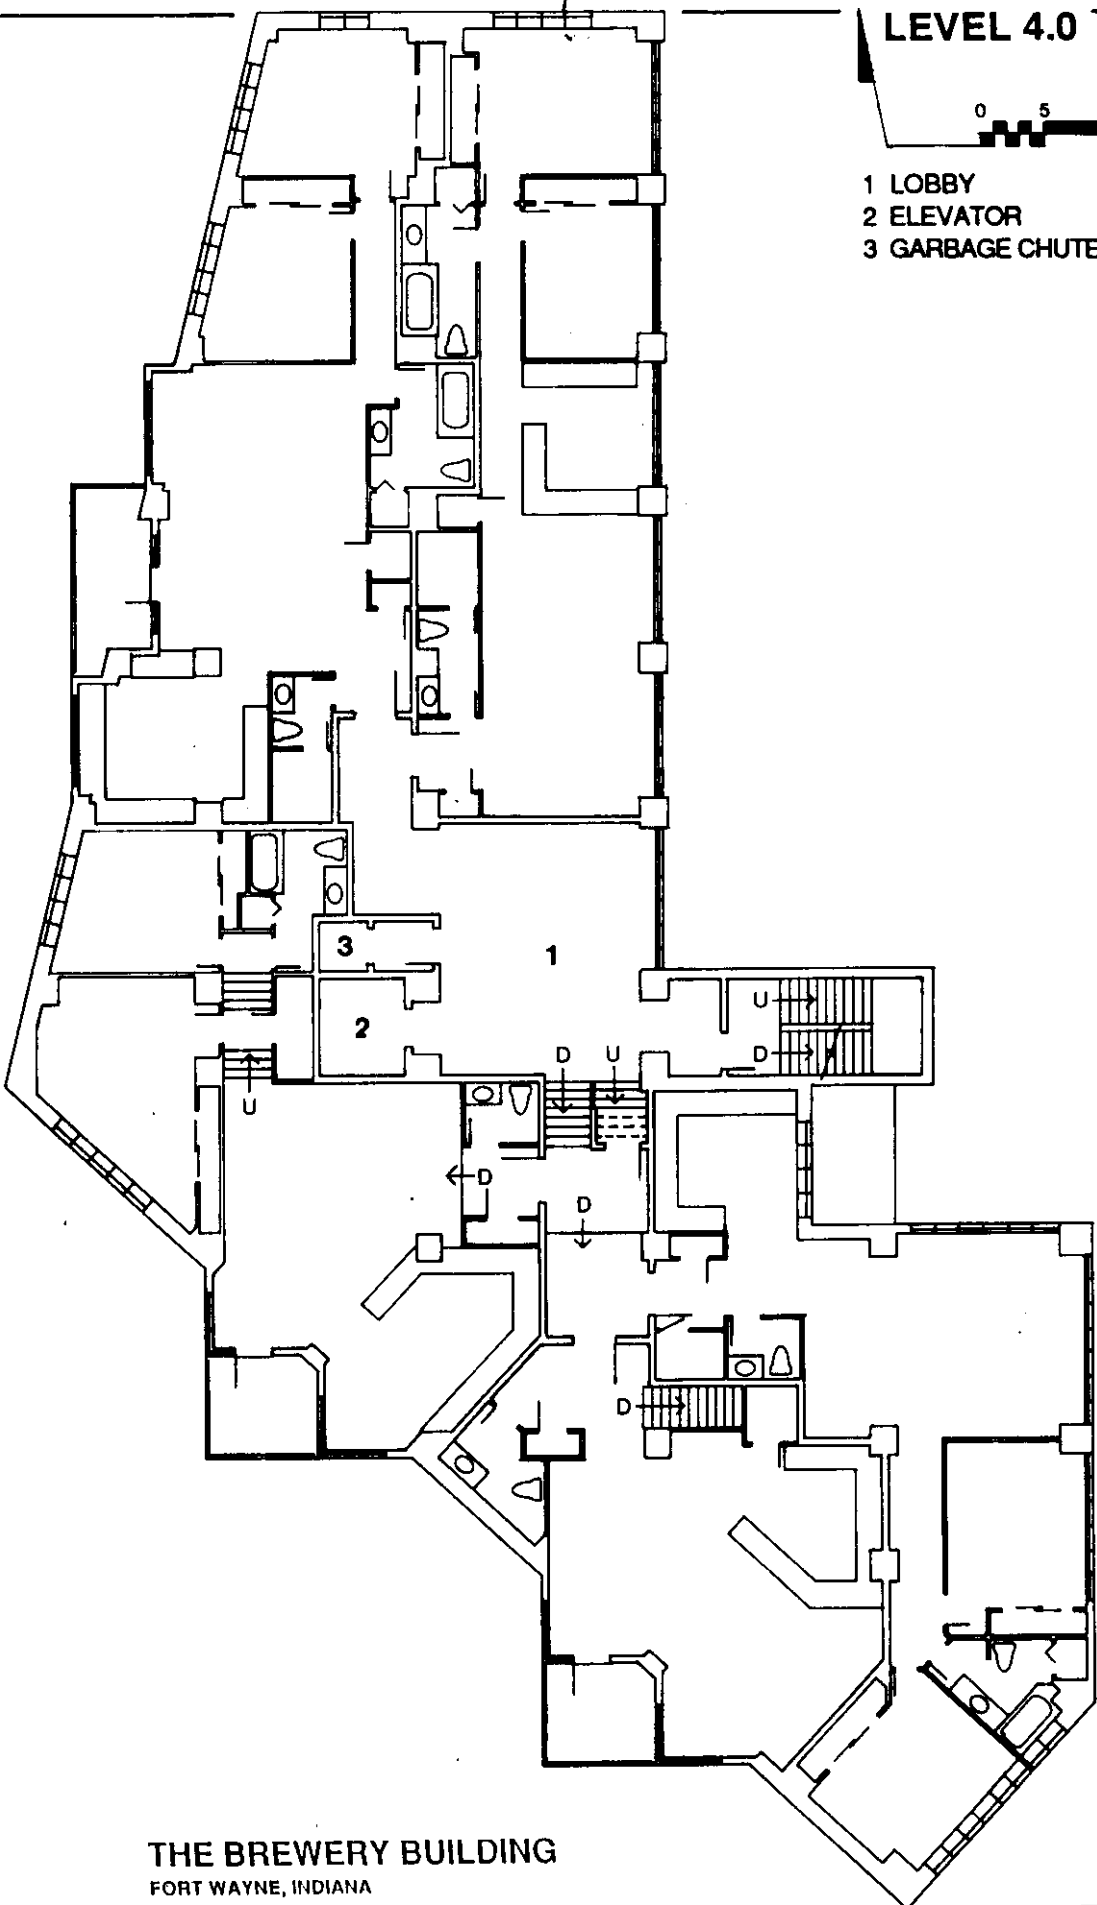 LEVEL 4.0
0 5
1 LOBBY
2 ELEVATOR
3 GARBAGE CHUTE
3
1
2
U
D
D U
U
D
D
D
THE BREWERY BUILDING
FORT WAYNE, INDIANA